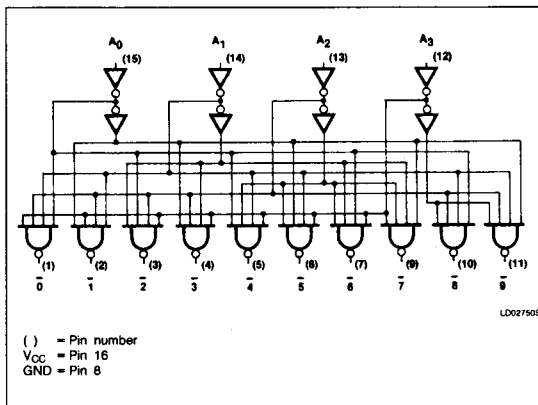 A0 A1 A2 A3
(15) (14) (13) (12)
(1) (2) (3) (4) (5) (6) (7) (9) (10) (11)
0̅ 1̅ 2̅ 3̅ 4̅ 5̅ 6̅ 7̅ 8̅ 9̅
LD02750S
( ) = Pin number
VCC = Pin 16
GND = Pin 8